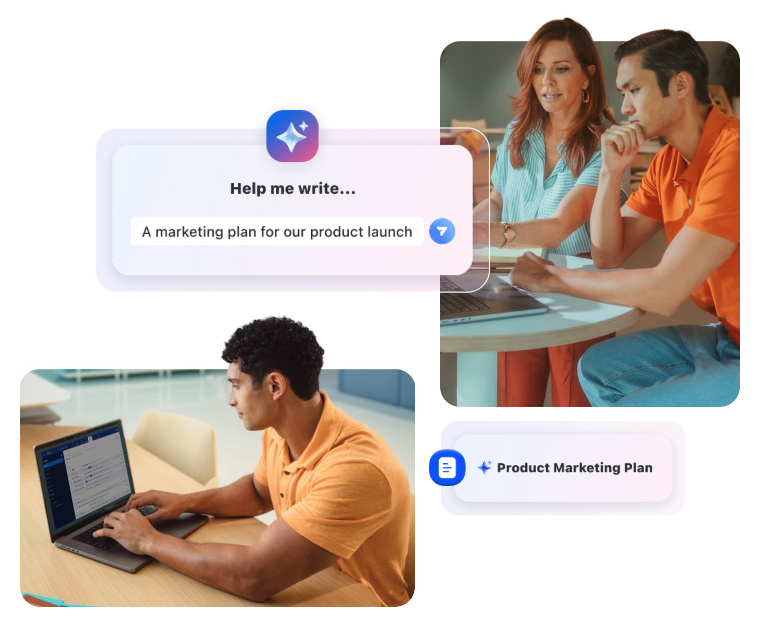 Help me write...
A marketing plan for our product launch
Product Marketing Plan